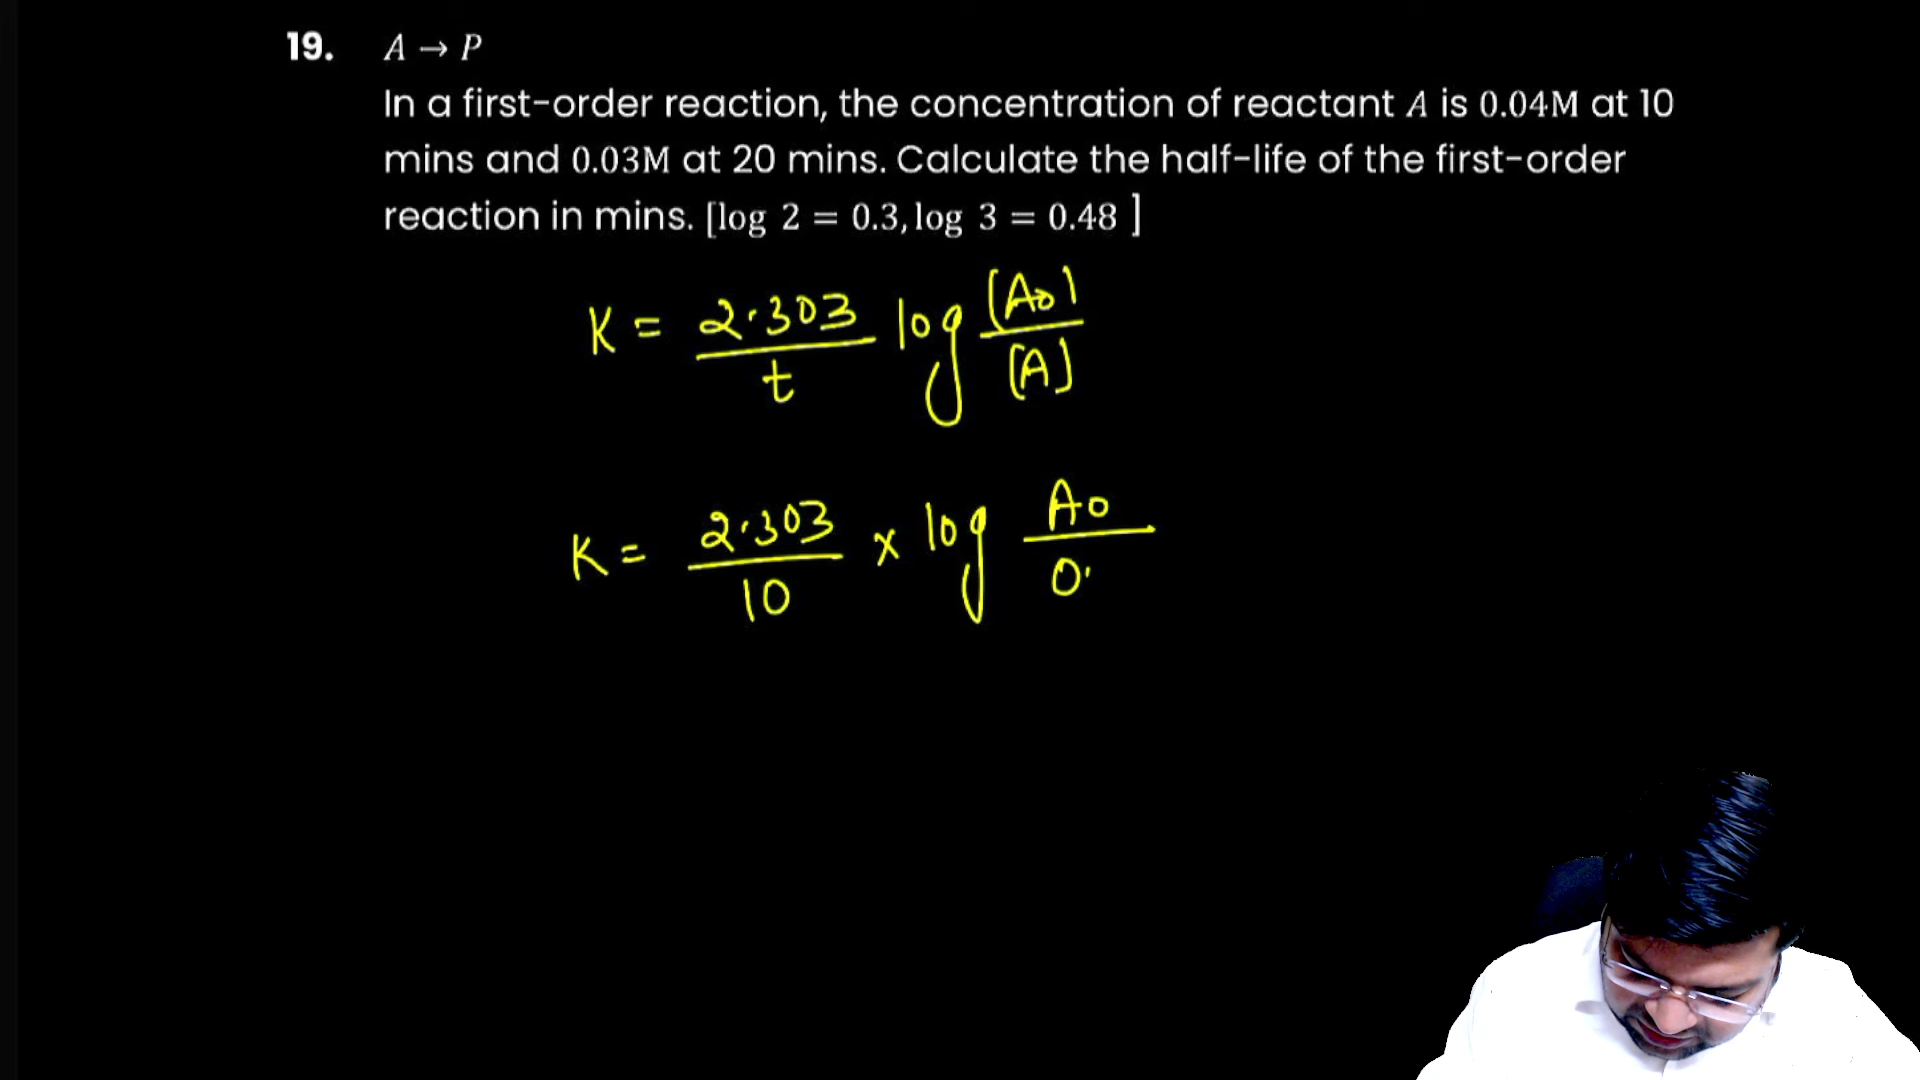 19. A → P
In a first-order reaction, the concentration of reactant A is 0.04M at 10
mins and 0.03M at 20 mins. Calculate the half-life of the first-order
reaction in mins. [log 2 = 0.3, log 3 = 0.48 ]
K = 2.303/t log [A0]/[A]
K = 2.303/10 x log A0/0.